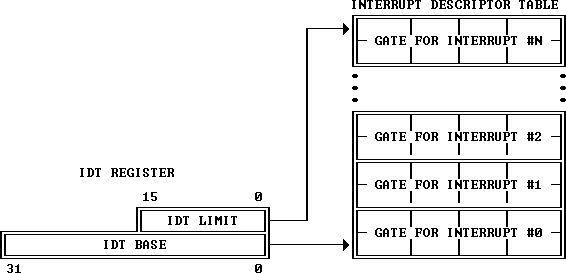 INTERRUPT DESCRIPTOR TABLE
GATE FOR INTERRUPT #N
GATE FOR INTERRUPT #2
IDT REGISTER
GATE FOR INTERRUPT #1
15 0
IDT LIMIT
GATE FOR INTERRUPT #0
IDT BASE
31 0